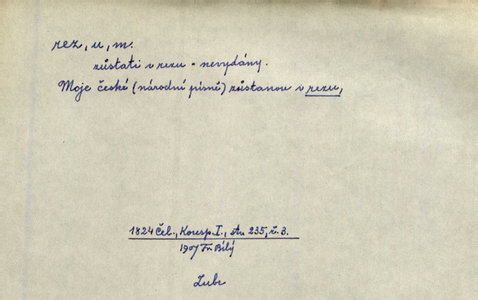 rez, u, m.
zůstati v rezu - nevydány.
Moje české (národní písně) zůstanou v rezu,
1824 Čel., Koresp. I., str. 235, ř. 3.
1907 Fr. Bílý
Lubr